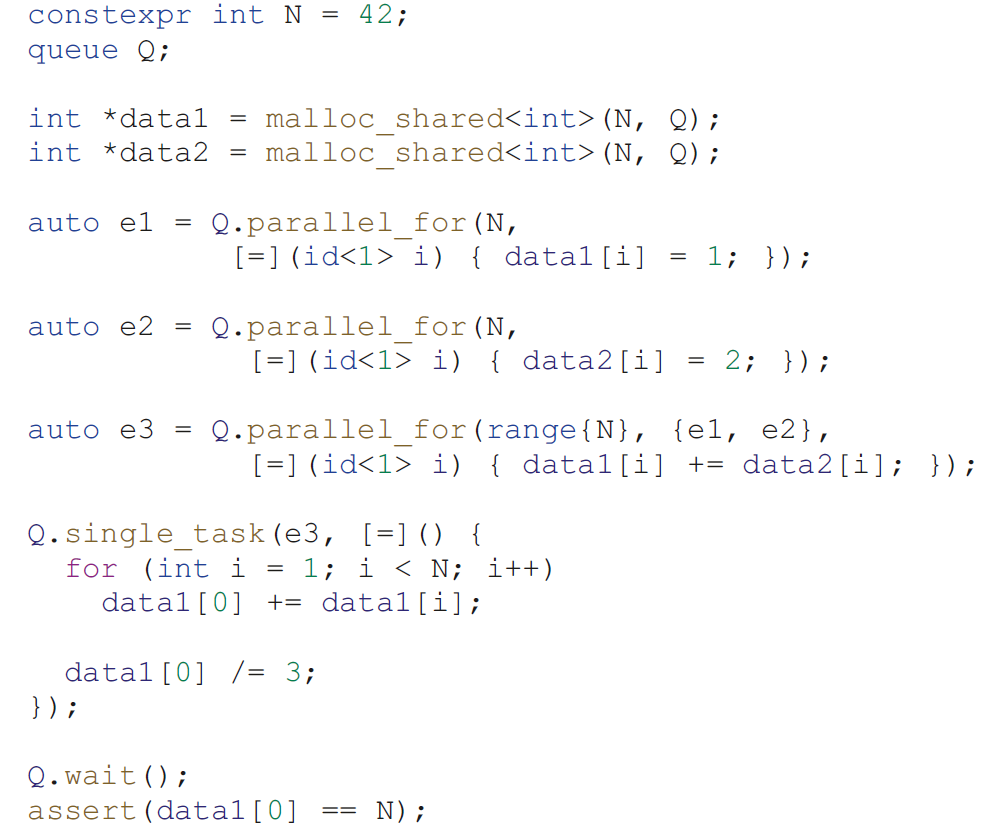 constexpr int N = 42;
queue Q;

int *data1 = malloc_shared<int>(N, Q);
int *data2 = malloc_shared<int>(N, Q);

auto e1 = Q.parallel_for(N,
             [=](id<1> i) { data1[i] = 1; });

auto e2 = Q.parallel_for(N,
              [=](id<1> i) { data2[i] = 2; });

auto e3 = Q.parallel_for(range{N}, {e1, e2},
              [=](id<1> i) { data1[i] += data2[i]; });

Q.single_task(e3, [=]() {
  for (int i = 1; i < N; i++)
    data1[0] += data1[i];

  data1[0] /= 3;
});

Q.wait();
assert(data1[0] == N);